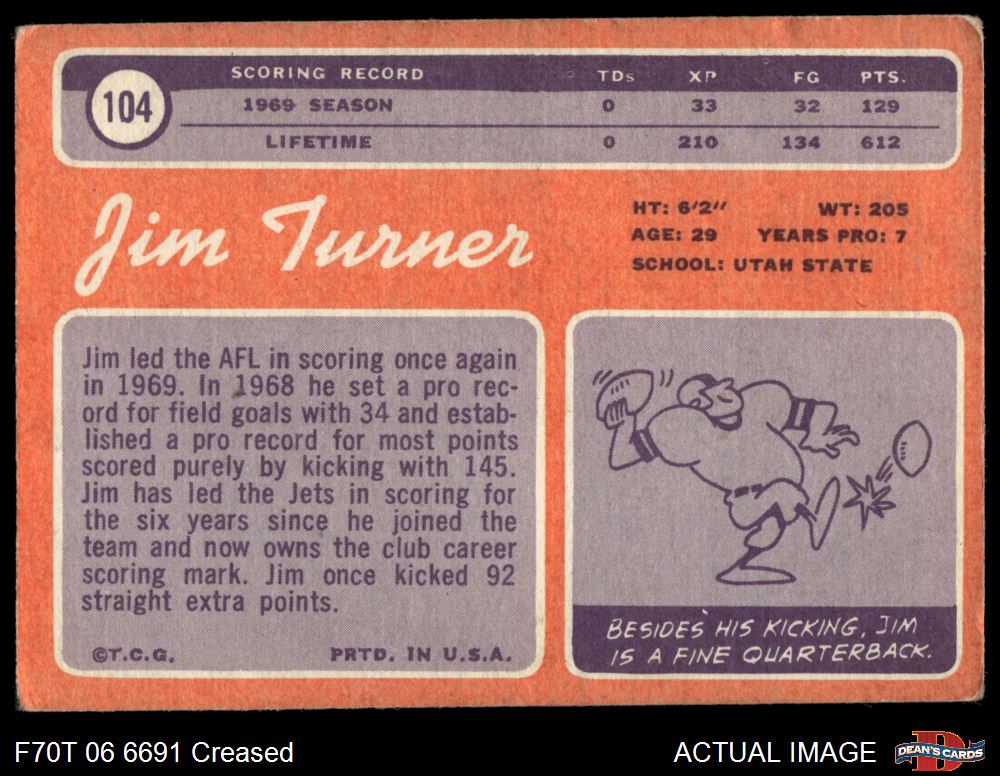 104
SCORING RECORD TDs XP FG PTS.
1969 SEASON 0 33 32 129
LIFETIME 0 210 134 612
Jim Turner
HT: 6'2" WT: 205
AGE: 29 YEARS PRO: 7
SCHOOL: UTAH STATE
Jim led the AFL in scoring once again
in 1969. In 1968 he set a pro rec-
ord for field goals with 34 and estab-
lished a pro record for most points
scored purely by kicking with 145.
Jim has led the Jets in scoring for
the six years since he joined the
team and now owns the club career
scoring mark. Jim once kicked 92
straight extra points.
©T.C.G. PRTD. IN U.S.A.
BESIDES HIS KICKING, JIM
IS A FINE QUARTERBACK.
F70T 06 6691 Creased
ACTUAL IMAGE
D
DEAN'S CARDS